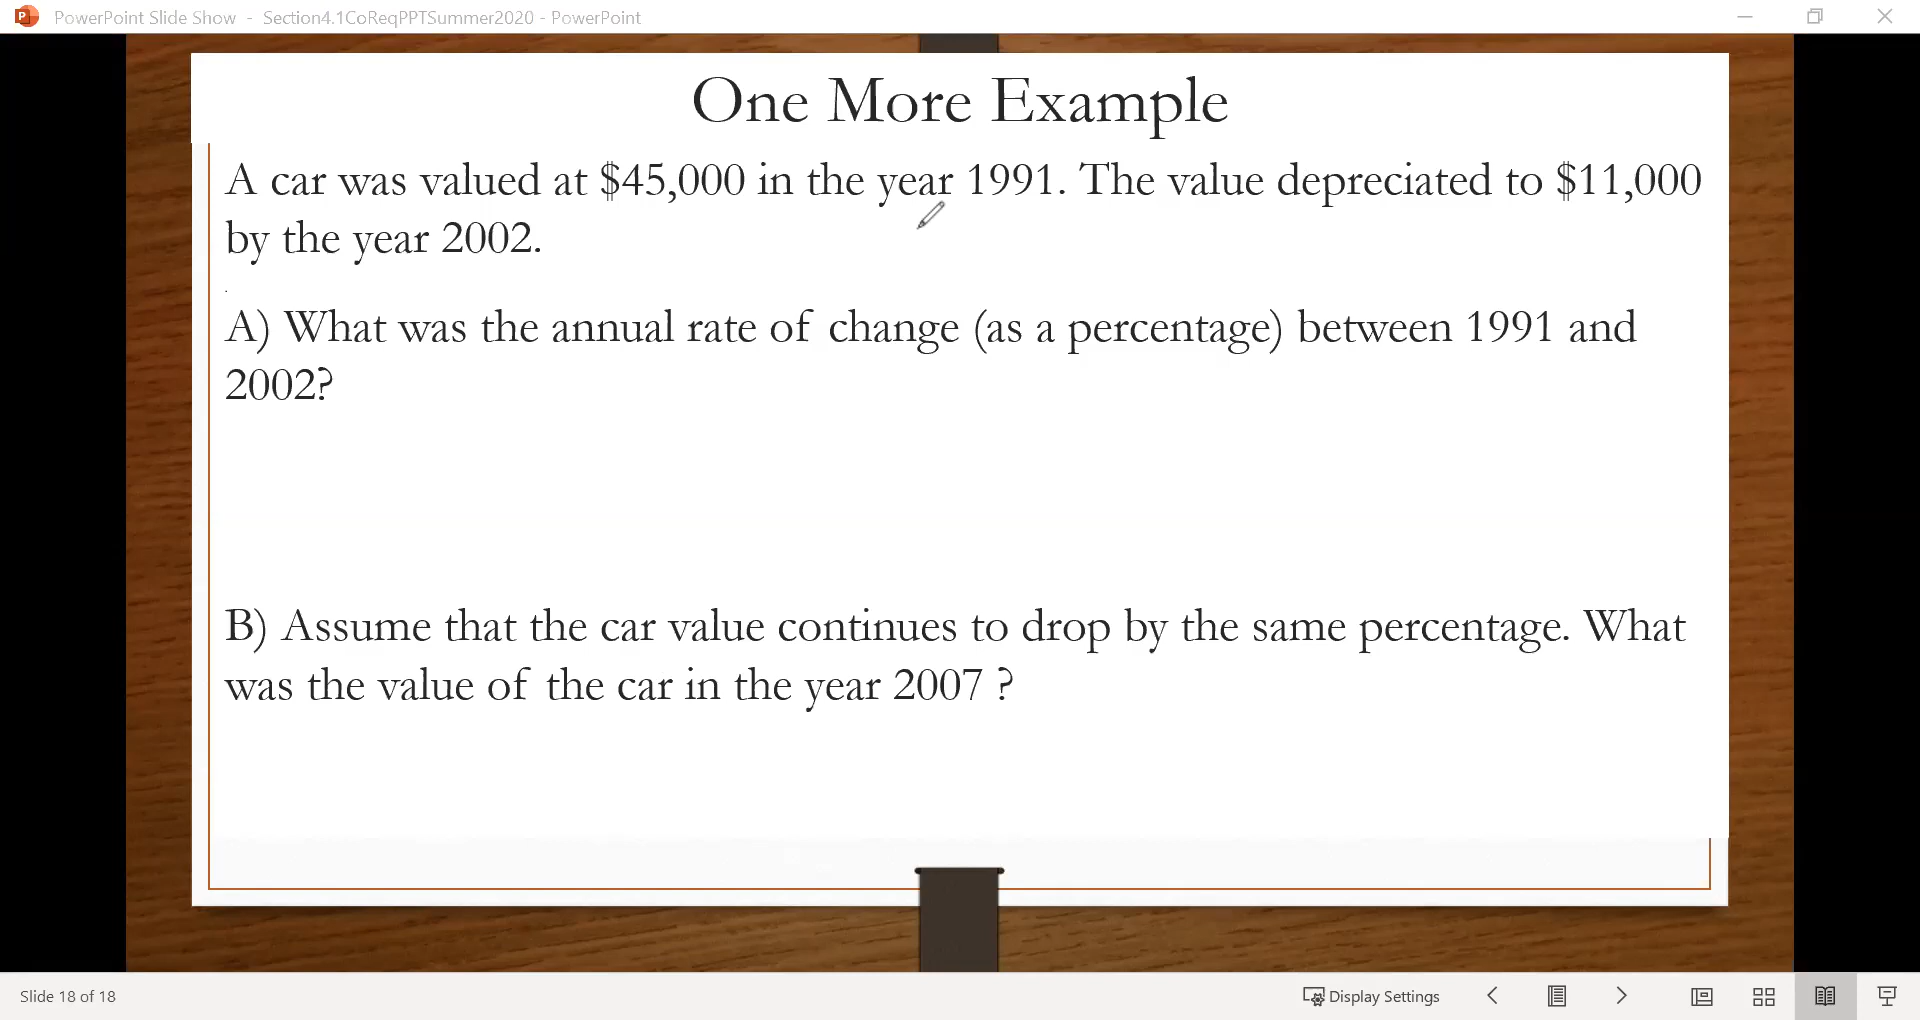 PowerPoint Slide Show - Section4.1CoReqPPTSummer2020 - PowerPoint
One More Example
A car was valued at $45,000 in the year 1991. The value depreciated to $11,000
by the year 2002.
.
A) What was the annual rate of change (as a percentage) between 1991 and
2002?
B) Assume that the car value continues to drop by the same percentage. What
was the value of the car in the year 2007 ?
Slide 18 of 18
Display Settings